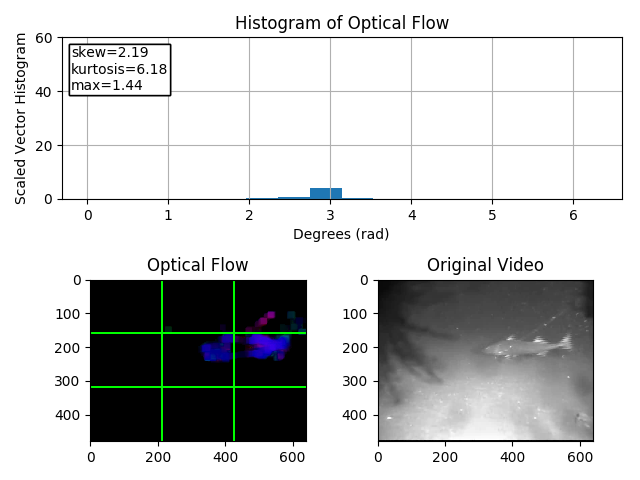 Histogram of Optical Flow
Scaled Vector Histogram
60
40
20
0
skew=2.19
kurtosis=6.18
max=1.44
0 1 2 3 4 5 6
Degrees (rad)
Optical Flow
0
100
200
300
400
0 200 400 600
Original Video
0
100
200
300
400
0 200 400 600